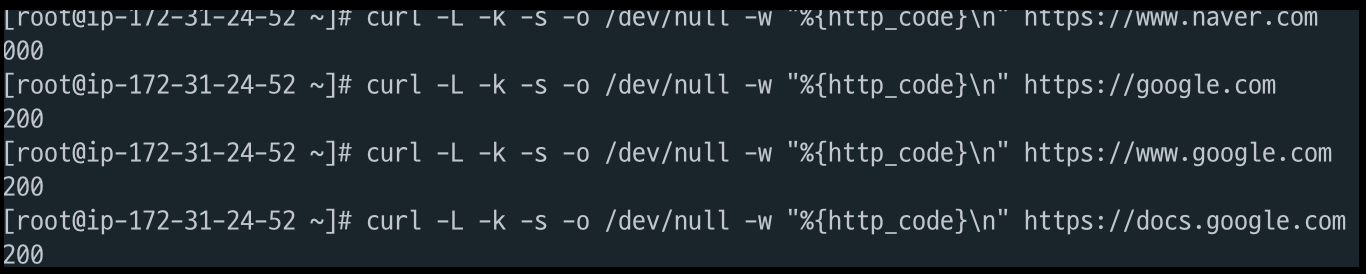 [root@ip-172-31-24-52 ~]# curl -L -k -s -o /dev/null -w "%{http_code}\n" https://www.naver.com
000
[root@ip-172-31-24-52 ~]# curl -L -k -s -o /dev/null -w "%{http_code}\n" https://google.com
200
[root@ip-172-31-24-52 ~]# curl -L -k -s -o /dev/null -w "%{http_code}\n" https://www.google.com
200
[root@ip-172-31-24-52 ~]# curl -L -k -s -o /dev/null -w "%{http_code}\n" https://docs.google.com
200